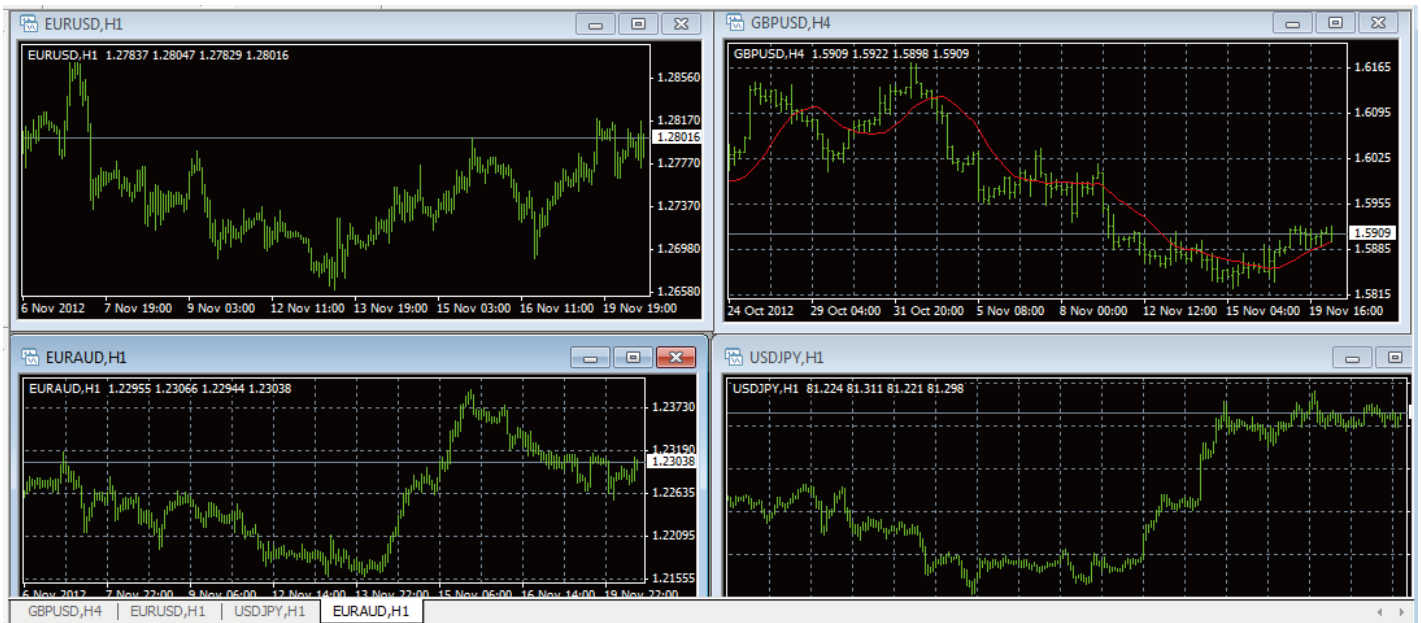 EURUSD,H1
EURUSD,H1 1.27837 1.28047 1.27829 1.28016
1.28560
1.28170
1.28016
1.27770
1.27370
1.26980
1.26580
6 Nov 2012 7 Nov 19:00 9 Nov 03:00 12 Nov 11:00 13 Nov 19:00 15 Nov 03:00 16 Nov 11:00 19 Nov 19:00
GBPUSD,H4
GBPUSD,H4 1.5909 1.5922 1.5898 1.5909
1.6165
1.6095
1.6025
1.5955
1.5909
1.5885
1.5815
24 Oct 2012 29 Oct 04:00 31 Oct 20:00 5 Nov 08:00 8 Nov 00:00 12 Nov 12:00 15 Nov 04:00 19 Nov 16:00
EURAUD,H1
EURAUD,H1 1.22955 1.23066 1.22944 1.23038
1.23730
1.23190
1.23038
1.22635
1.22095
1.21555
6 Nov 2012 7 Nov 22:00 9 Nov 06:00 12 Nov 14:00 13 Nov 22:00 15 Nov 06:00 16 Nov 14:00 19 Nov 22:00
USDJPY,H1
USDJPY,H1 81.224 81.311 81.221 81.298
GBPUSD,H4 EURUSD,H1 USDJPY,H1 EURAUD,H1